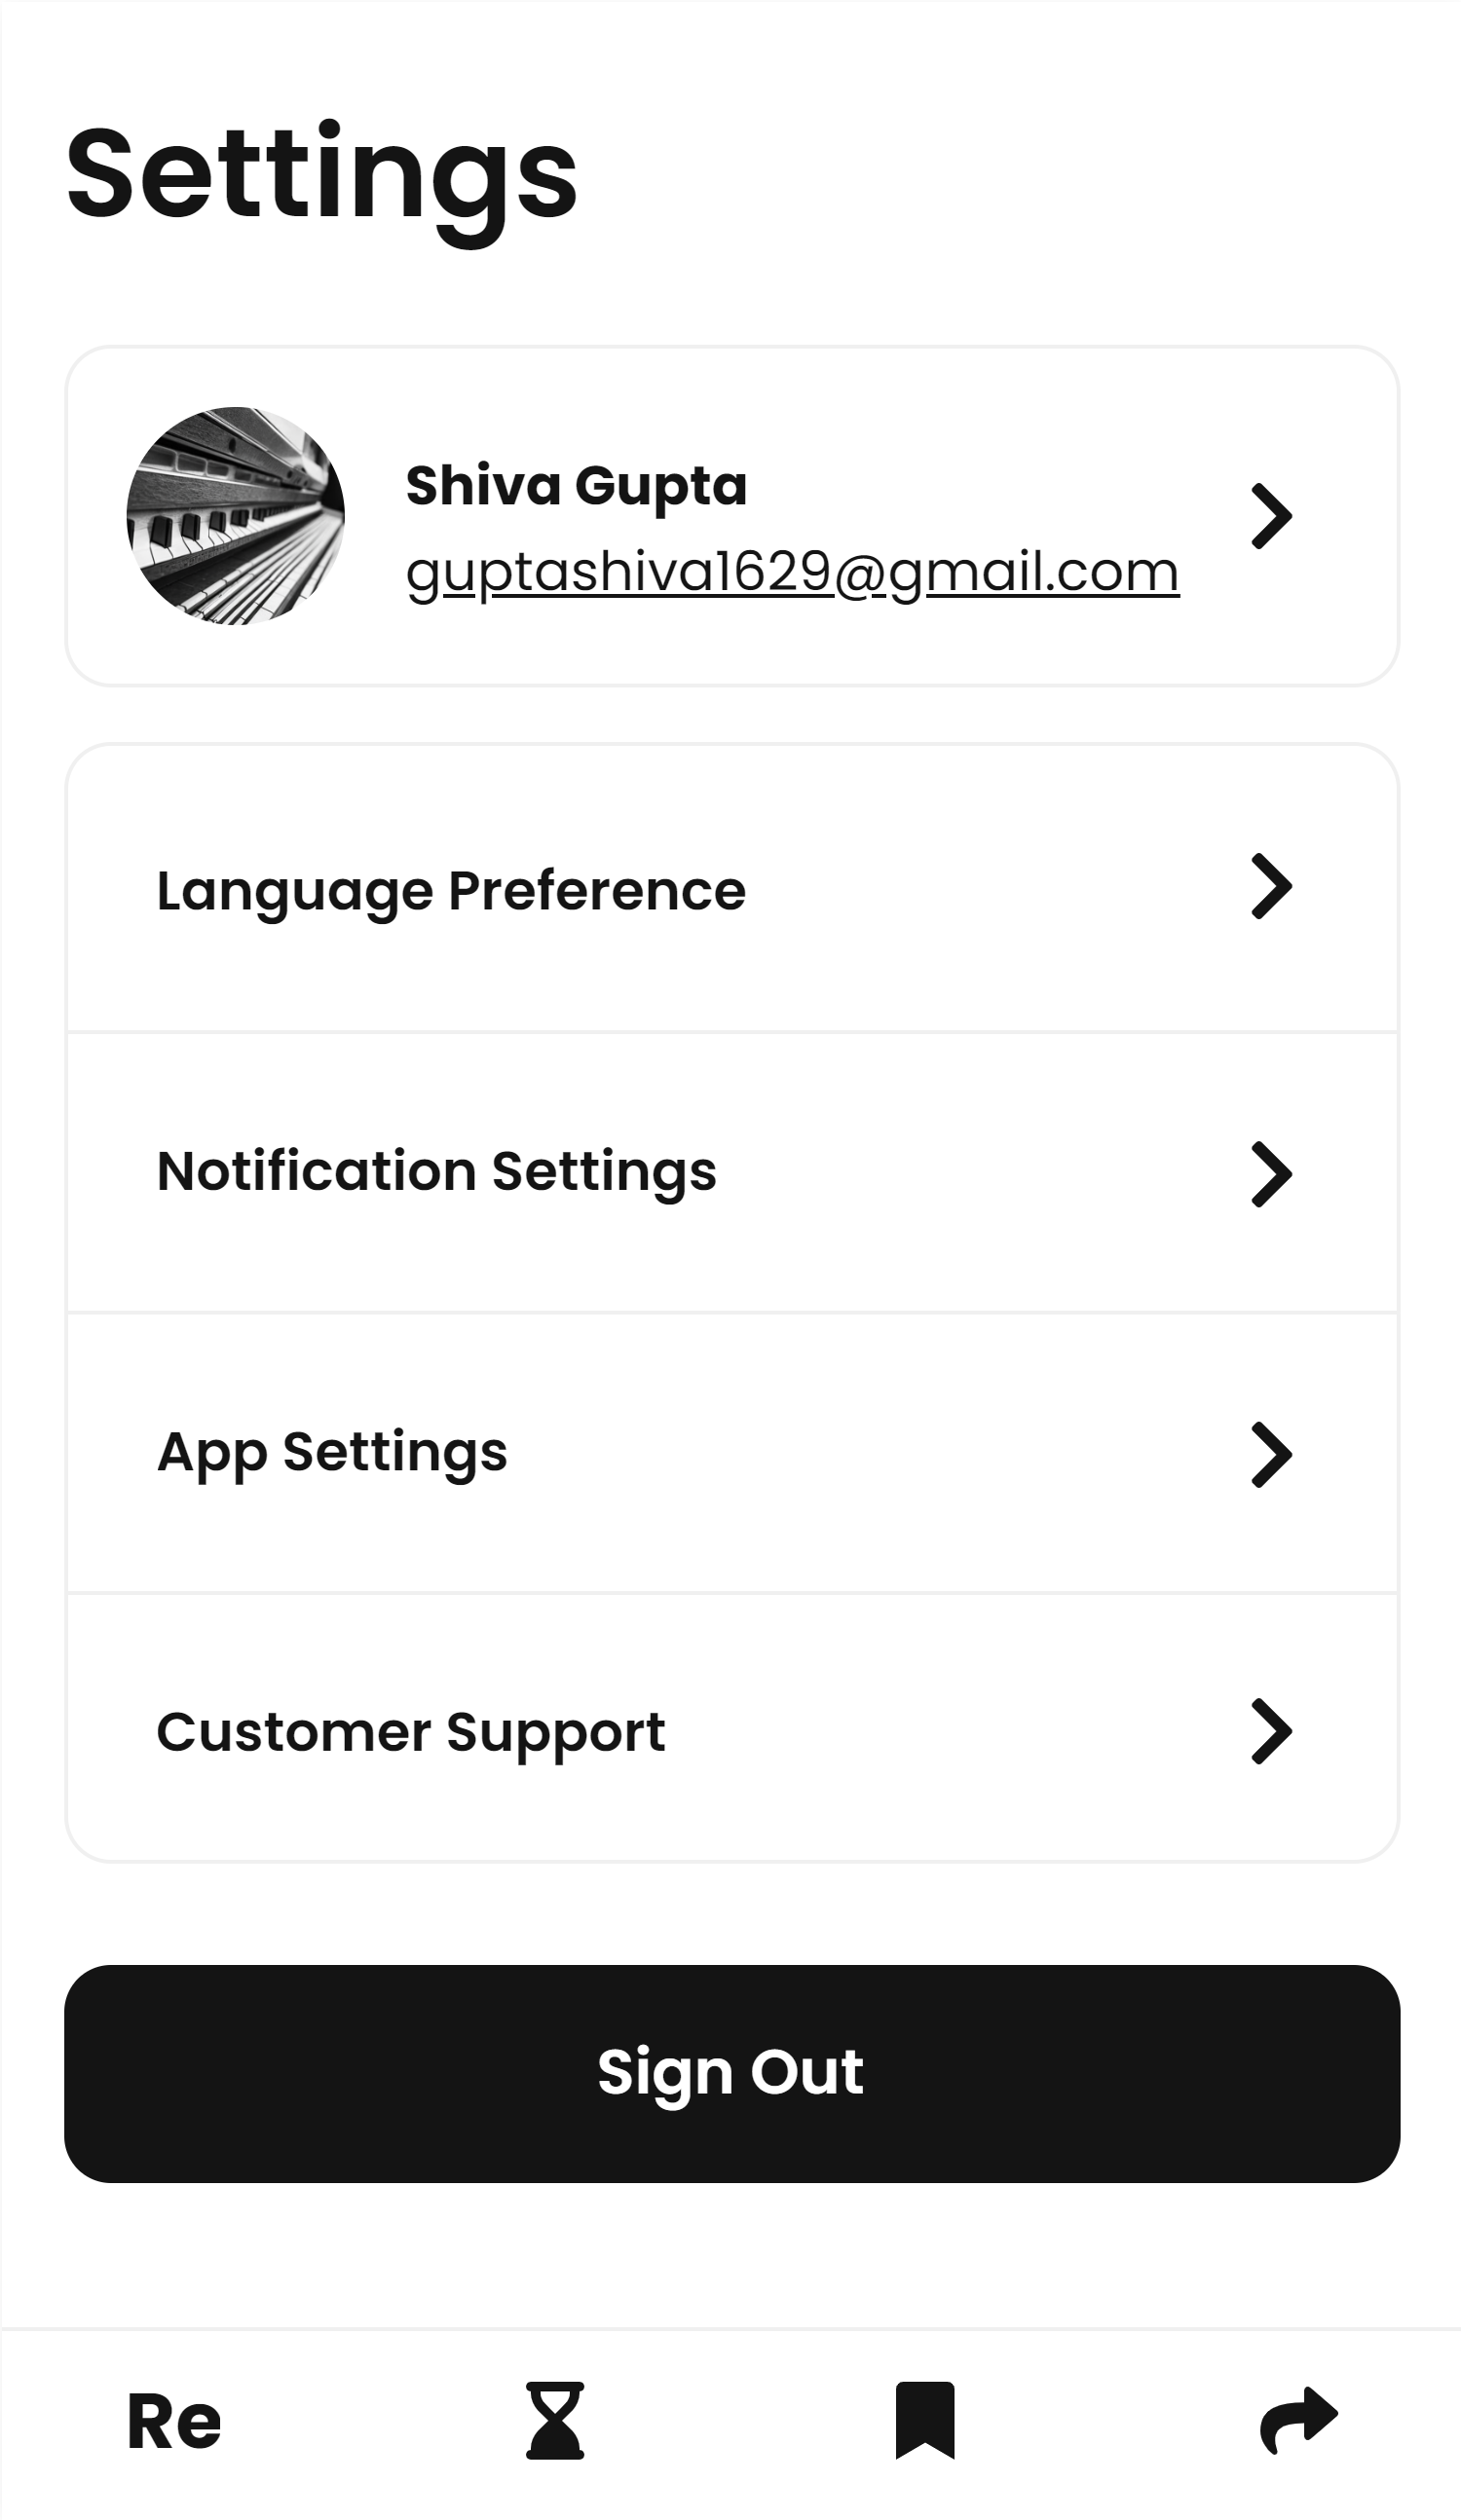 Settings
Shiva Gupta
guptashiva1629@gmail.com
Language Preference
Notification Settings
App Settings
Customer Support
Sign Out
Re